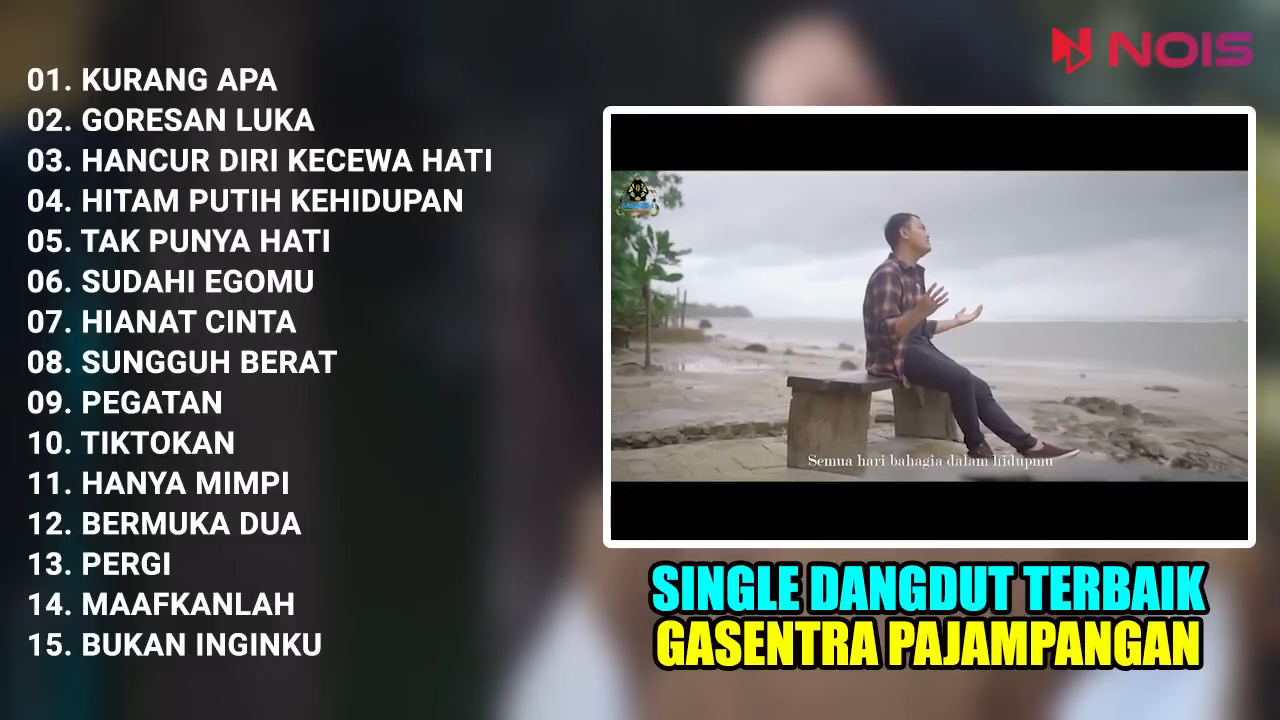 NOIS
01. KURANG APA
02. GORESAN LUKA
03. HANCUR DIRI KECEWA HATI
04. HITAM PUTIH KEHIDUPAN
05. TAK PUNYA HATI
06. SUDAHI EGOMU
07. HIANAT CINTA
08. SUNGGUH BERAT
09. PEGATAN
10. TIKTOKAN
11. HANYA MIMPI
12. BERMUKA DUA
13. PERGI
14. MAAFKANLAH
15. BUKAN INGINKU
Semua hari bahagia dalam hidupmu
SINGLE DANGDUT TERBAIK
GASENTRA PAJAMPANGAN